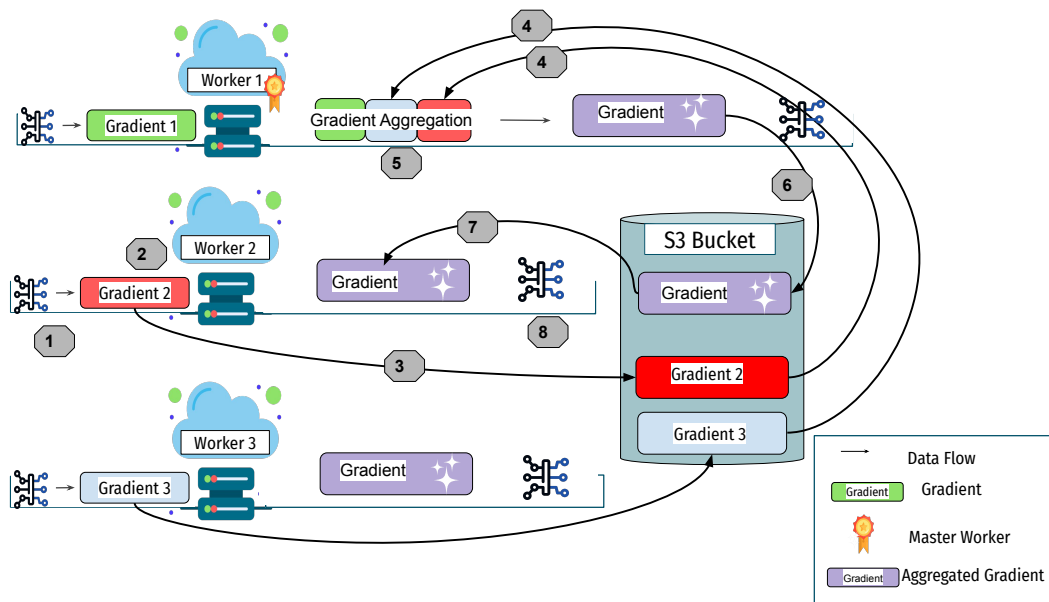 4
4
Worker 1
Gradient 1
Gradient Aggregation
Gradient
5
6
Worker 2
2
7
S3 Bucket
Gradient 2
Gradient
Gradient
1
8
3
Gradient 2
Worker 3
Gradient 3
Gradient 3
Gradient
Data Flow
Gradient Gradient
Master Worker
Gradient Aggregated Gradient